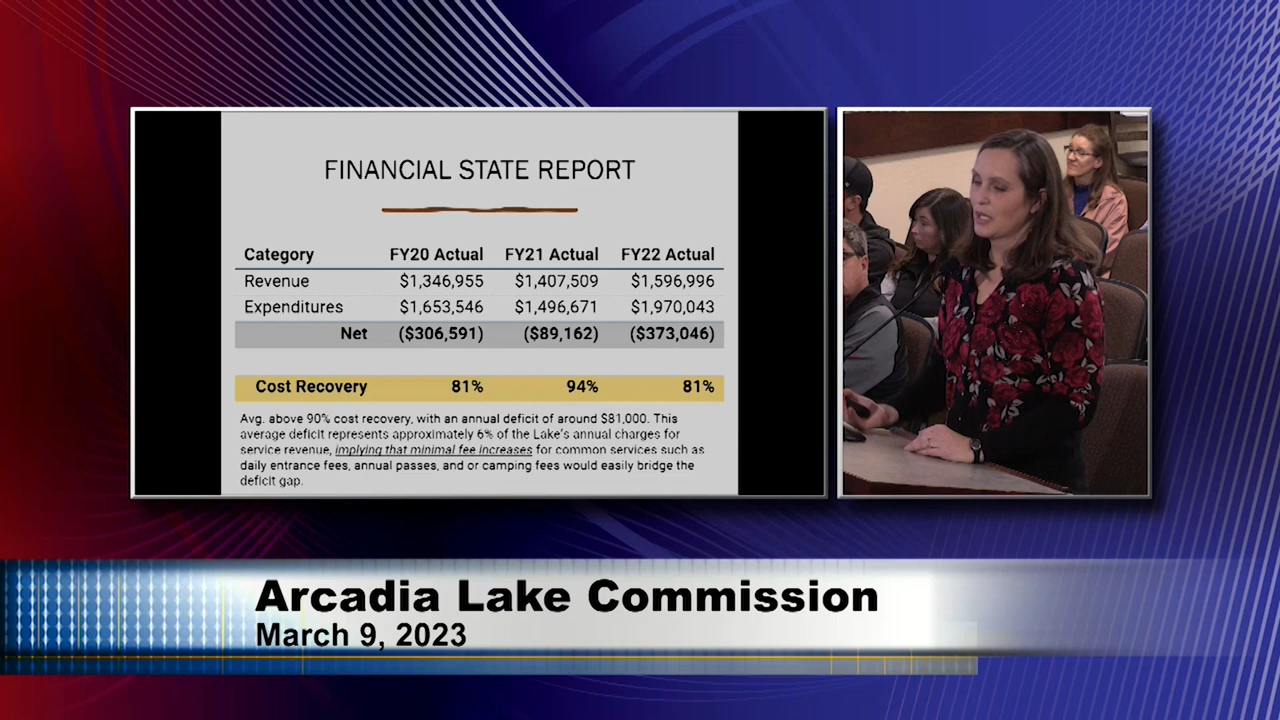 FINANCIAL STATE REPORT
Category FY20 Actual FY21 Actual FY22 Actual
Revenue $1,346,955 $1,407,509 $1,596,996
Expenditures $1,653,546 $1,496,671 $1,970,043
Net ($306,591) ($89,162) ($373,046)
Cost Recovery 81% 94% 81%
Avg. above 90% cost recovery, with an annual deficit of around $81,000. This
average deficit represents approximately 6% of the Lake's annual charges for
service revenue, implying that minimal fee increases for common services such as
daily entrance fees, annual passes, and or camping fees would easily bridge the
deficit gap.
Arcadia Lake Commission
March 9, 2023